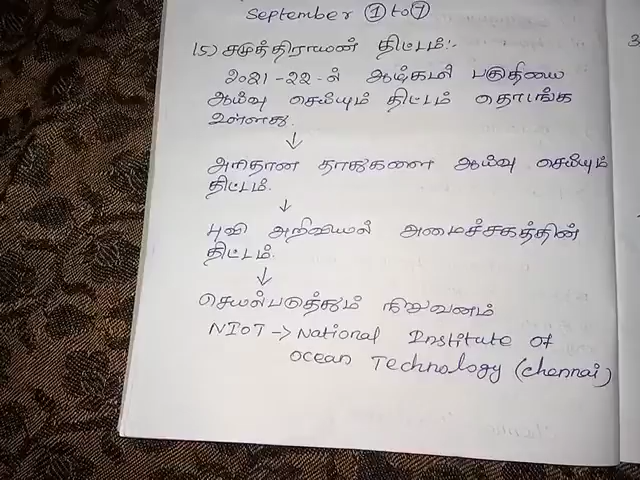 September ① to ⑦
15) சமுத்திராயன் திட்டம்:-
2021-22-ல் ஆழ்கடல் பகுதியை
ஆய்வு செய்யும் திட்டம் தொடங்க
உள்ளது.
↓
அரிதான தாதுகளை ஆய்வு செய்யும்
திட்டம்.
↓
புவி அறிவியல் அமைச்சகத்தின்
திட்டம்.
↓
செயல்படுத்தும் நிறுவனம்
NIOT → National Institute of
Ocean Technology (chennai)